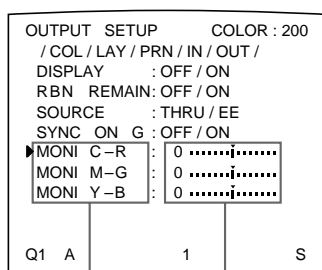 OUTPUT SETUP COLOR : 200
/ COL / LAY / PRN / IN / OUT /
DISPLAY : OFF / ON
RBN REMAIN : OFF / ON
SOURCE : THRU / EE
SYNC ON G : OFF / ON
MONI C – R : 0
MONI M – G : 0
MONI Y – B : 0
Q1 A 1 S